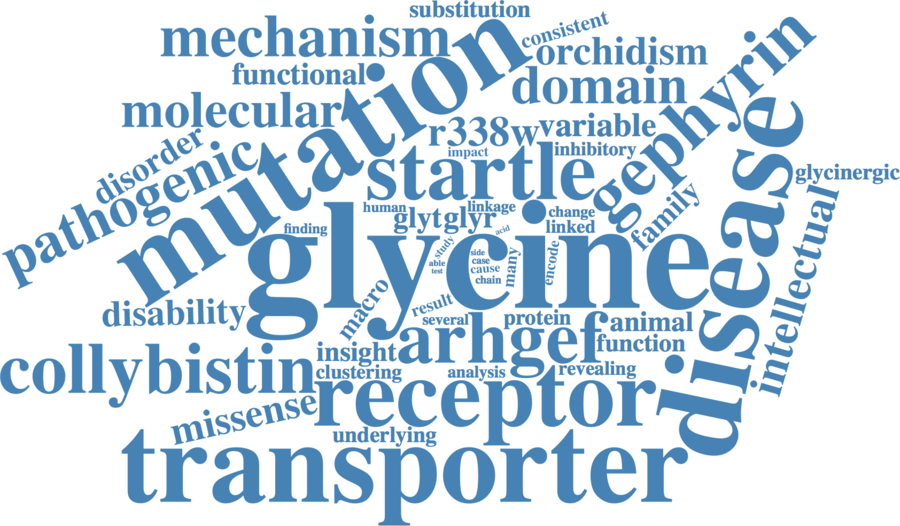 substitution
consistent
mechanism
orchidism
functional
domain
mutation
molecular
gephyrin
r338w
variable
disorder
impact
inhibitory
pathogenic
startle
disease
glycinergic
human
linkage
glyt
glyr
change
family
finding
acid
linked
intellectual
study
side
able
case
test
cause
chain
many
encode
glycine
macro
result
disability
several
protein
animal
arhgef
function
insight
collybistin
clustering
analysis
revealing
receptor
missense
underlying
transporter